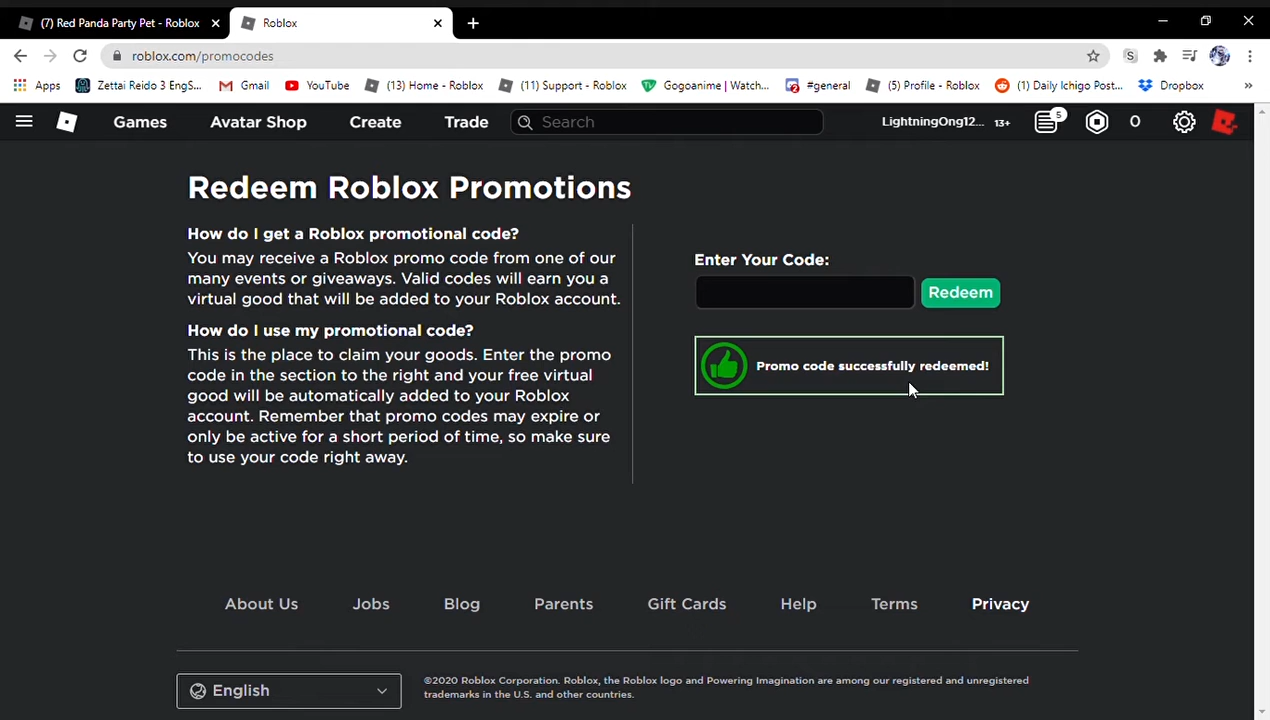 (7) Red Panda Party Pet - Roblox
Roblox
roblox.com/promocodes
S
Apps
Zettai Reido 3 EngS...
Gmail
YouTube
(13) Home - Roblox
(11) Support - Roblox
Gogoanime | Watch...
2
#general
(5) Profile - Roblox
(1) Daily Ichigo Post...
Dropbox
»
Games
Avatar Shop
Create
Trade
Search
LightningOng12...
13+
5
0
Redeem Roblox Promotions
How do I get a Roblox promotional code?
You may receive a Roblox promo code from one of our
many events or giveaways. Valid codes will earn you a
virtual good that will be added to your Roblox account.
How do I use my promotional code?
This is the place to claim your goods. Enter the promo
code in the section to the right and your free virtual
good will be automatically added to your Roblox
account. Remember that promo codes may expire or
only be active for a short period of time, so make sure
to use your code right away.
Enter Your Code:
Redeem
Promo code successfully redeemed!
About Us
Jobs
Blog
Parents
Gift Cards
Help
Terms
Privacy
English
©2020 Roblox Corporation. Roblox, the Roblox logo and Powering Imagination are among our registered and unregistered
trademarks in the U.S. and other countries.